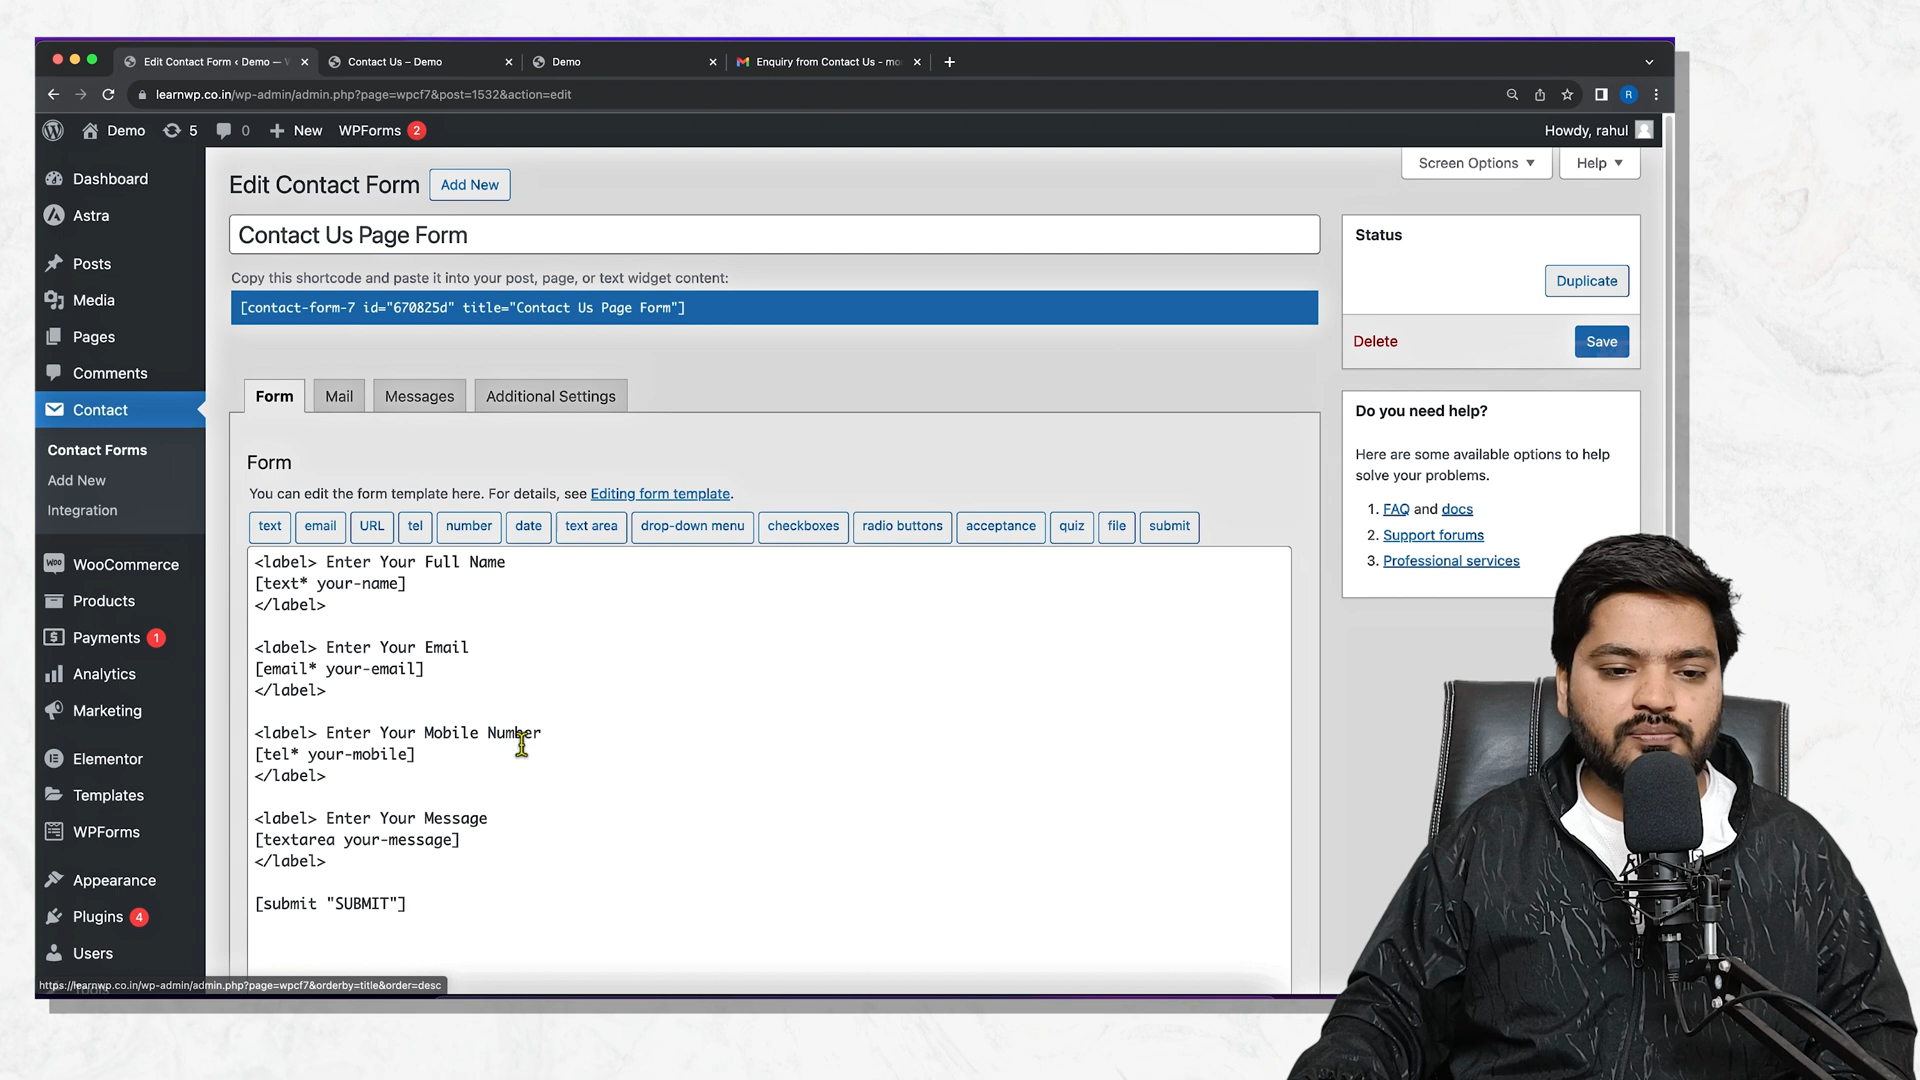 Edit Contact Form ‹ Demo —
Contact Us – Demo
Demo
Enquiry from Contact Us - mo
learnwp.co.in/wp-admin/admin.php?page=wpcf7&post=1532&action=edit
R
Demo
5
0
New
WPForms
2
Howdy, rahul
Screen Options
Help
Dashboard
Astra
Posts
Media
Pages
Comments
Contact
Contact Forms
Add New
Integration
Woo
WooCommerce
Products
Payments
1
Analytics
Marketing
Elementor
Templates
WPForms
Appearance
Plugins
4
Users
Edit Contact Form
Add New
Contact Us Page Form
Copy this shortcode and paste it into your post, page, or text widget content:
[contact-form-7 id="670825d" title="Contact Us Page Form"]
Form
Mail
Messages
Additional Settings
Form
You can edit the form template here. For details, see Editing form template.
text
email
URL
tel
number
date
text area
drop-down menu
checkboxes
radio buttons
acceptance
quiz
file
submit
<label> Enter Your Full Name
[text* your-name]
</label>
<label> Enter Your Email
[email* your-email]
</label>
<label> Enter Your Mobile Number
[tel* your-mobile]
</label>
<label> Enter Your Message
[textarea your-message]
</label>
[submit "SUBMIT"]
Status
Duplicate
Delete
Save
Do you need help?
Here are some available options to help
solve your problems.
1. FAQ and docs
2. Support forums
3. Professional services
https://learnwp.co.in/wp-admin/admin.php?page=wpcf7&orderby=title&order=desc